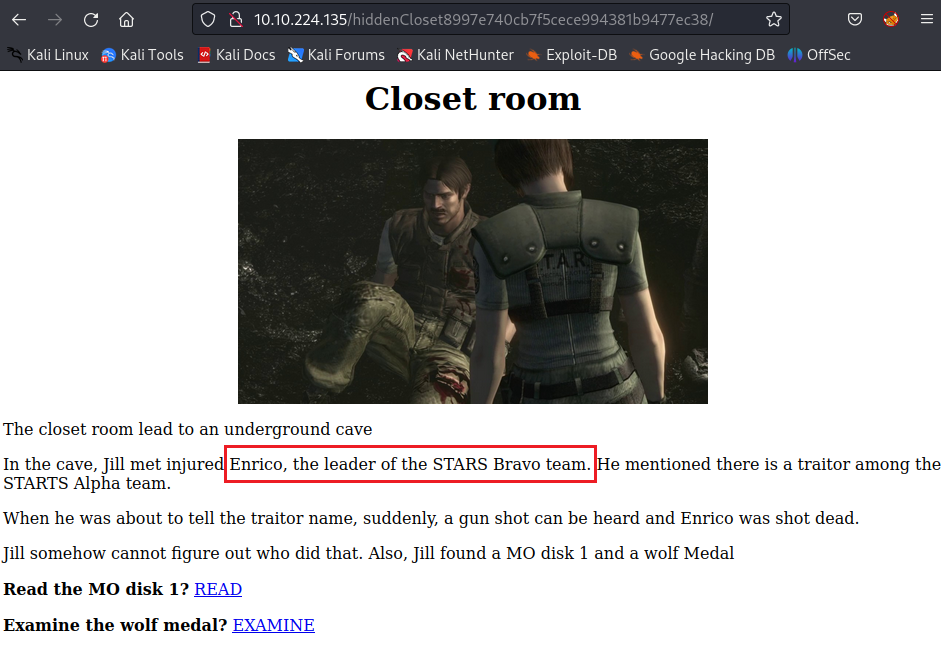 10.10.224.135/hiddenCloset8997e740cb7f5cece994381b9477ec38/
Kali Linux Kali Tools Kali Docs Kali Forums Kali NetHunter Exploit-DB Google Hacking DB OffSec
Closet room
S.T.A.R.
The closet room lead to an underground cave
In the cave, Jill met injured Enrico, the leader of the STARS Bravo team. He mentioned there is a traitor among the
STARTS Alpha team.
When he was about to tell the traitor name, suddenly, a gun shot can be heard and Enrico was shot dead.
Jill somehow cannot figure out who did that. Also, Jill found a MO disk 1 and a wolf Medal
Read the MO disk 1? READ
Examine the wolf medal? EXAMINE